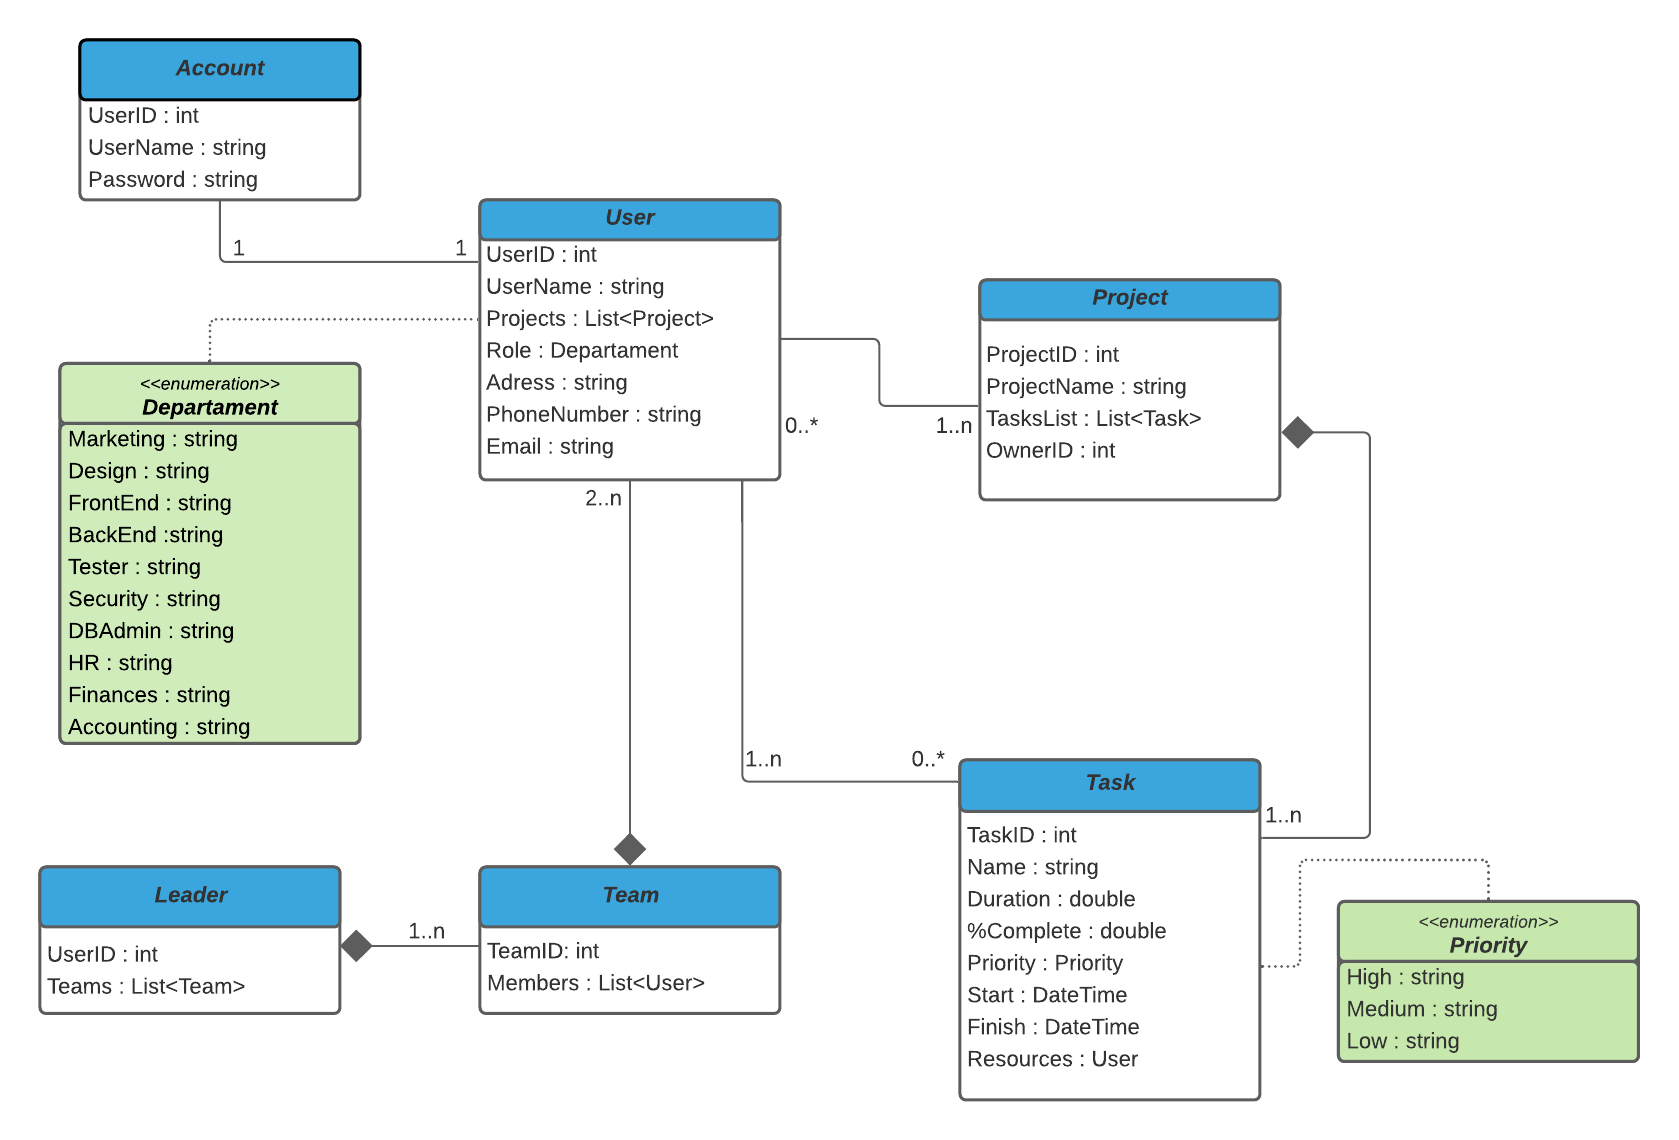 Account
UserID : int
UserName : string
Password : string
1
1
User
UserID : int
UserName : string
Projects : List<Project>
Role : Departament
Adress : string
PhoneNumber : string
Email : string
Project
ProjectID : int
ProjectName : string
TasksList : List<Task>
OwnerID : int
0..*
1..n
<<enumeration>>
Departament
Marketing : string
Design : string
FrontEnd : string
BackEnd :string
Tester : string
Security : string
DBAdmin : string
HR : string
Finances : string
Accounting : string
2..n
1..n
0..*
Task
TaskID : int
Name : string
Duration : double
%Complete : double
Priority : Priority
Start : DateTime
Finish : DateTime
Resources : User
1..n
Leader
UserID : int
Teams : List<Team>
1..n
Team
TeamID: int
Members : List<User>
<<enumeration>>
Priority
High : string
Medium : string
Low : string